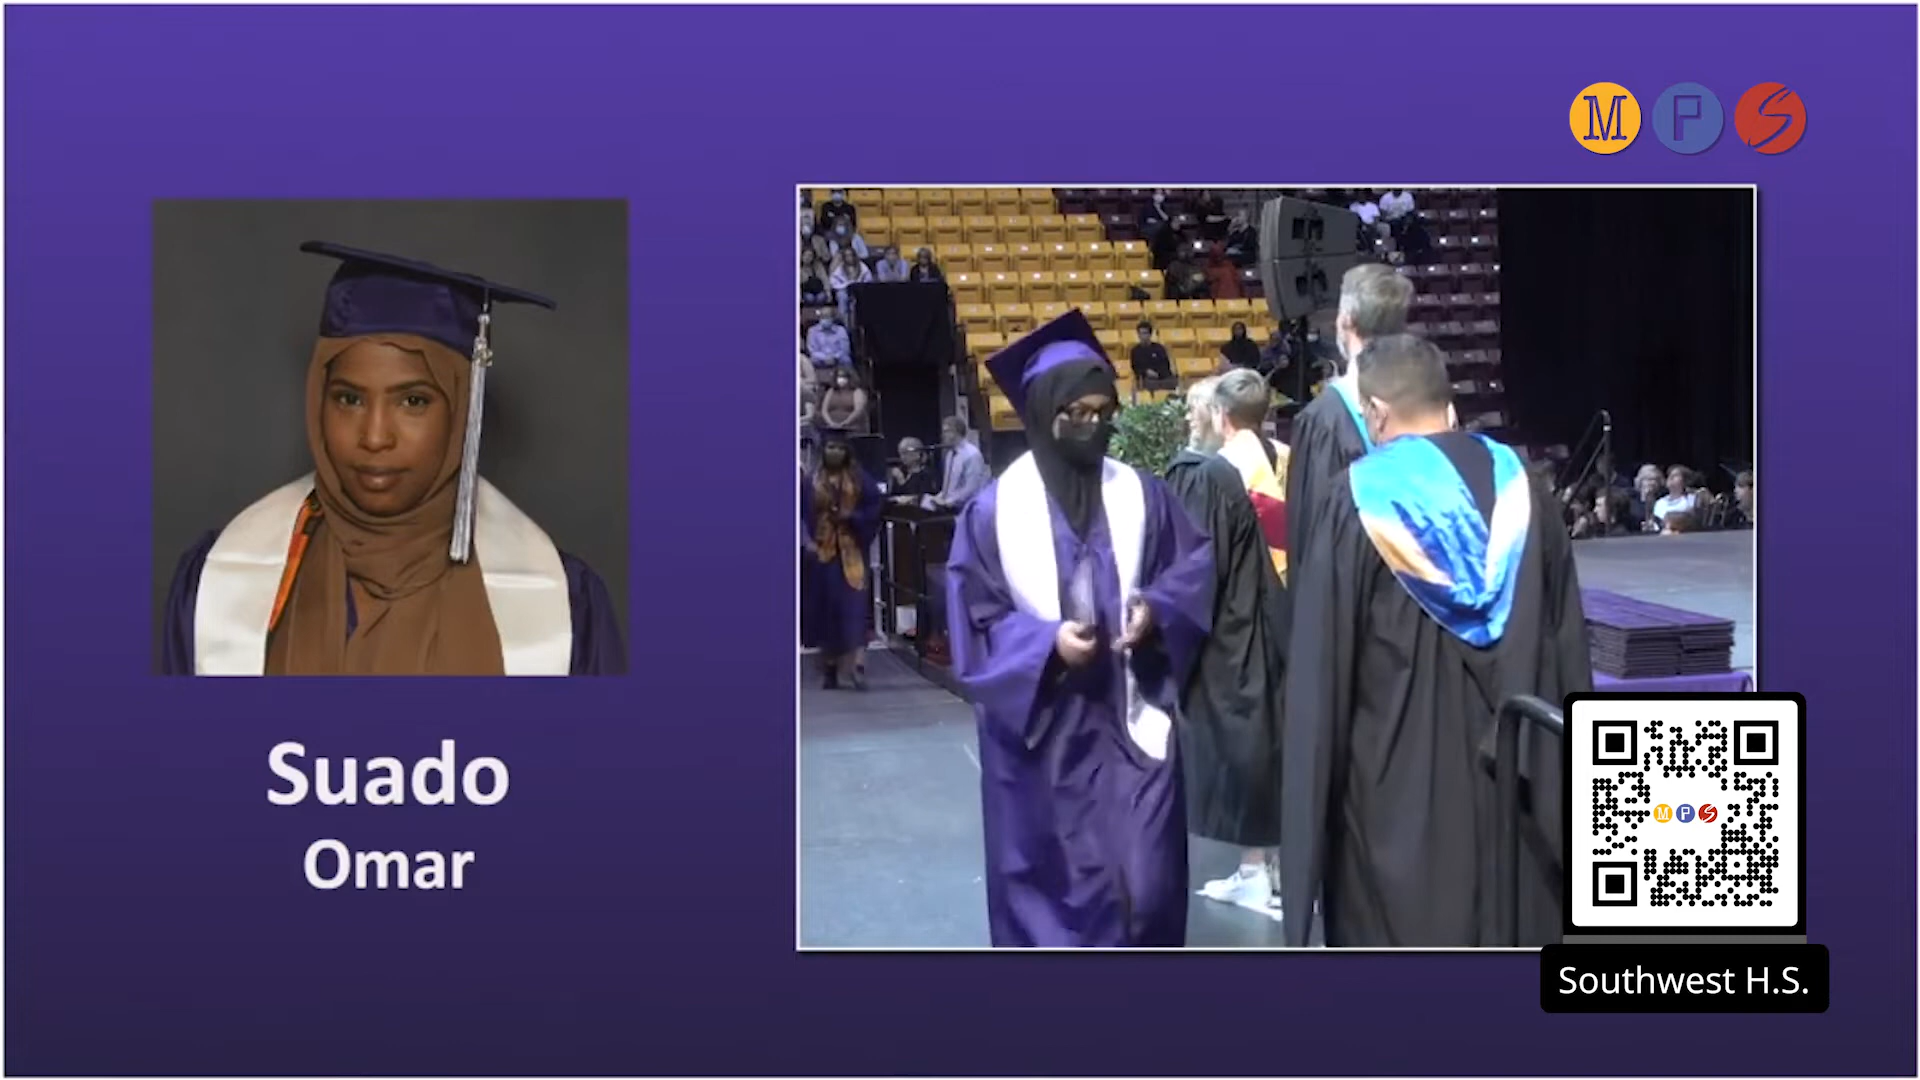 M P S
Suado
Omar
M P S
Southwest H.S.